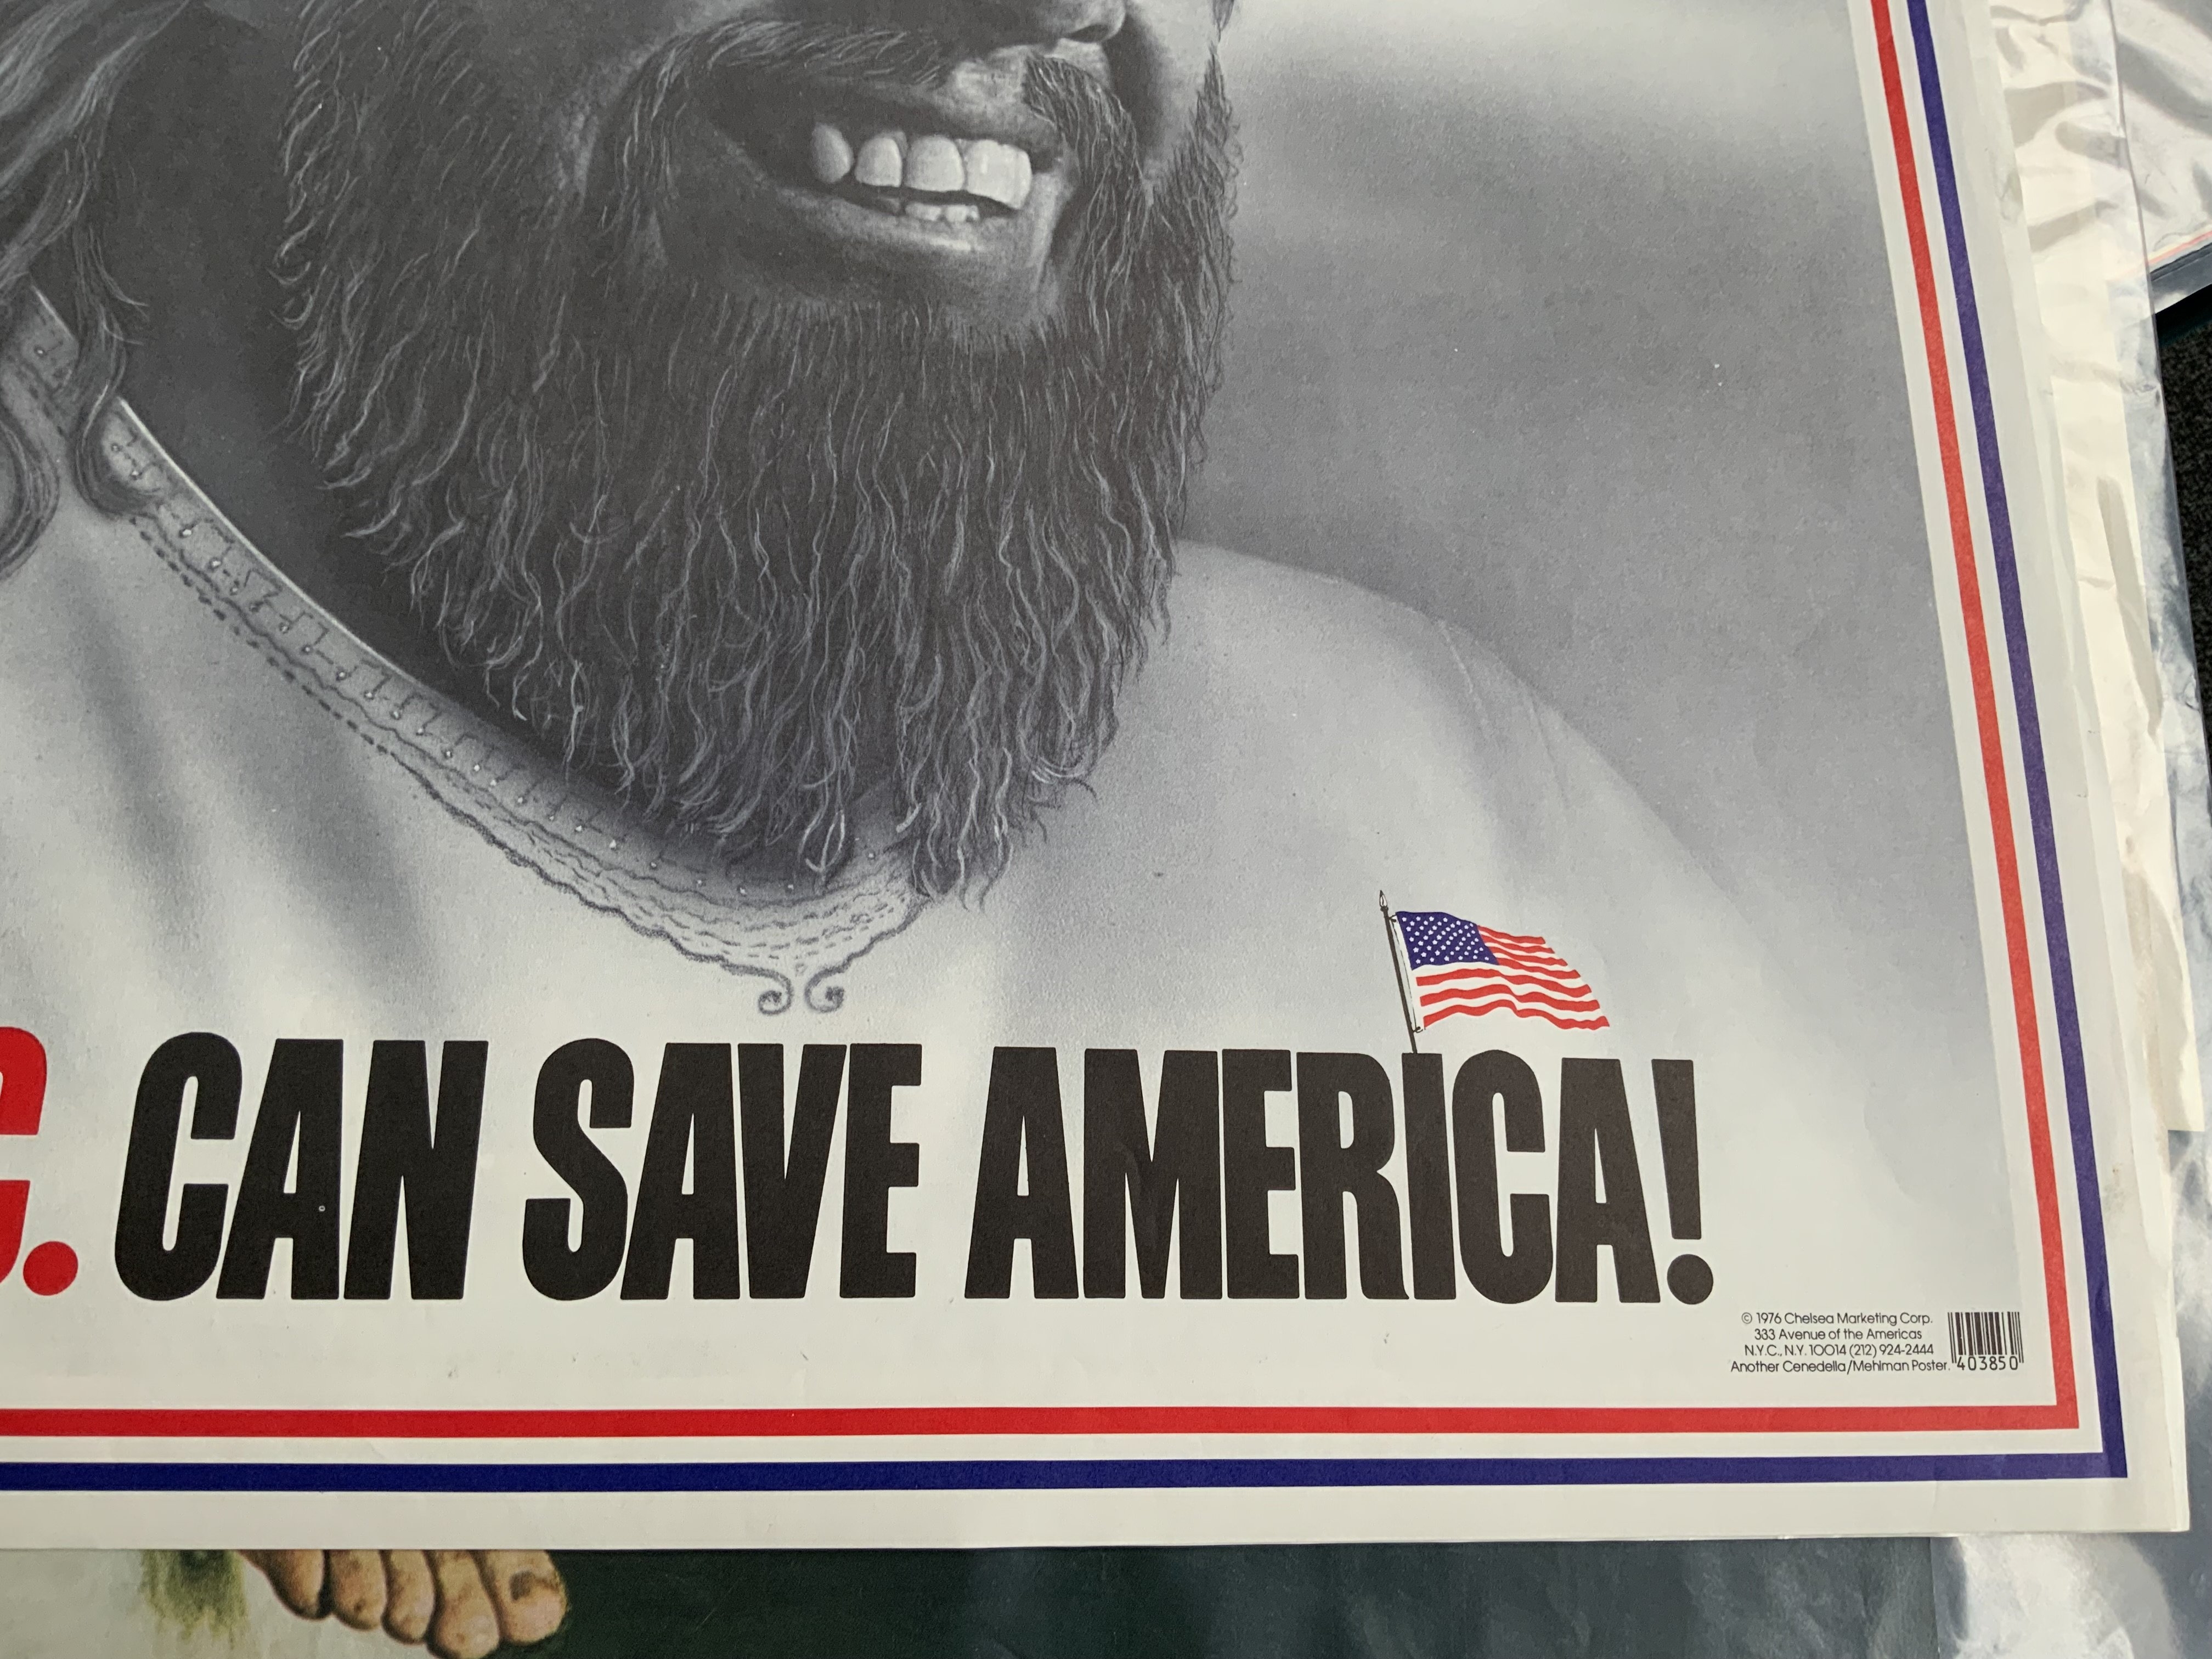 C. CAN SAVE AMERICA!
© 1976 Chelsea Marketing Corp.
333 Avenue of the Americas
N.Y.C., N.Y. 10014 (212) 924-2444
Another Cenedella/Mehlman Poster.
403850